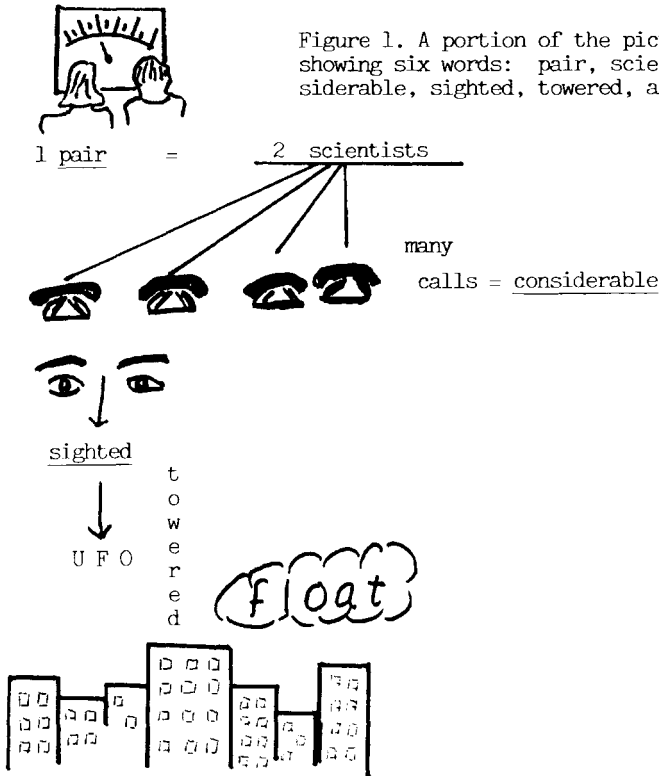 Figure 1. A portion of the pic
showing six words: pair, scie
siderable, sighted, towered, a
1 pair = 2 scientists
many
calls = considerable
sighted
towered
U F O
float